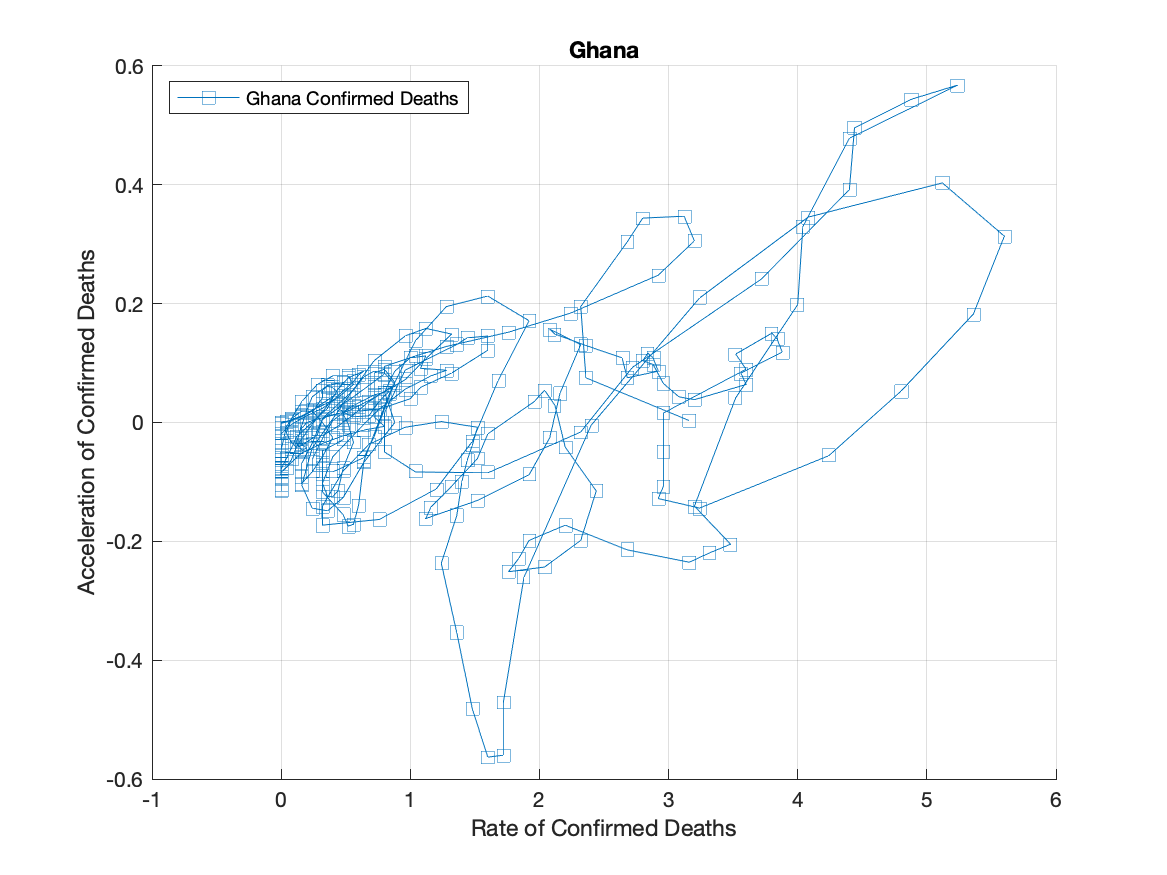 Ghana
0.6
Ghana Confirmed Deaths
0.4
0.2
0
-0.2
-0.4
-0.6
Acceleration of Confirmed Deaths
-1 0 1 2 3 4 5 6
Rate of Confirmed Deaths